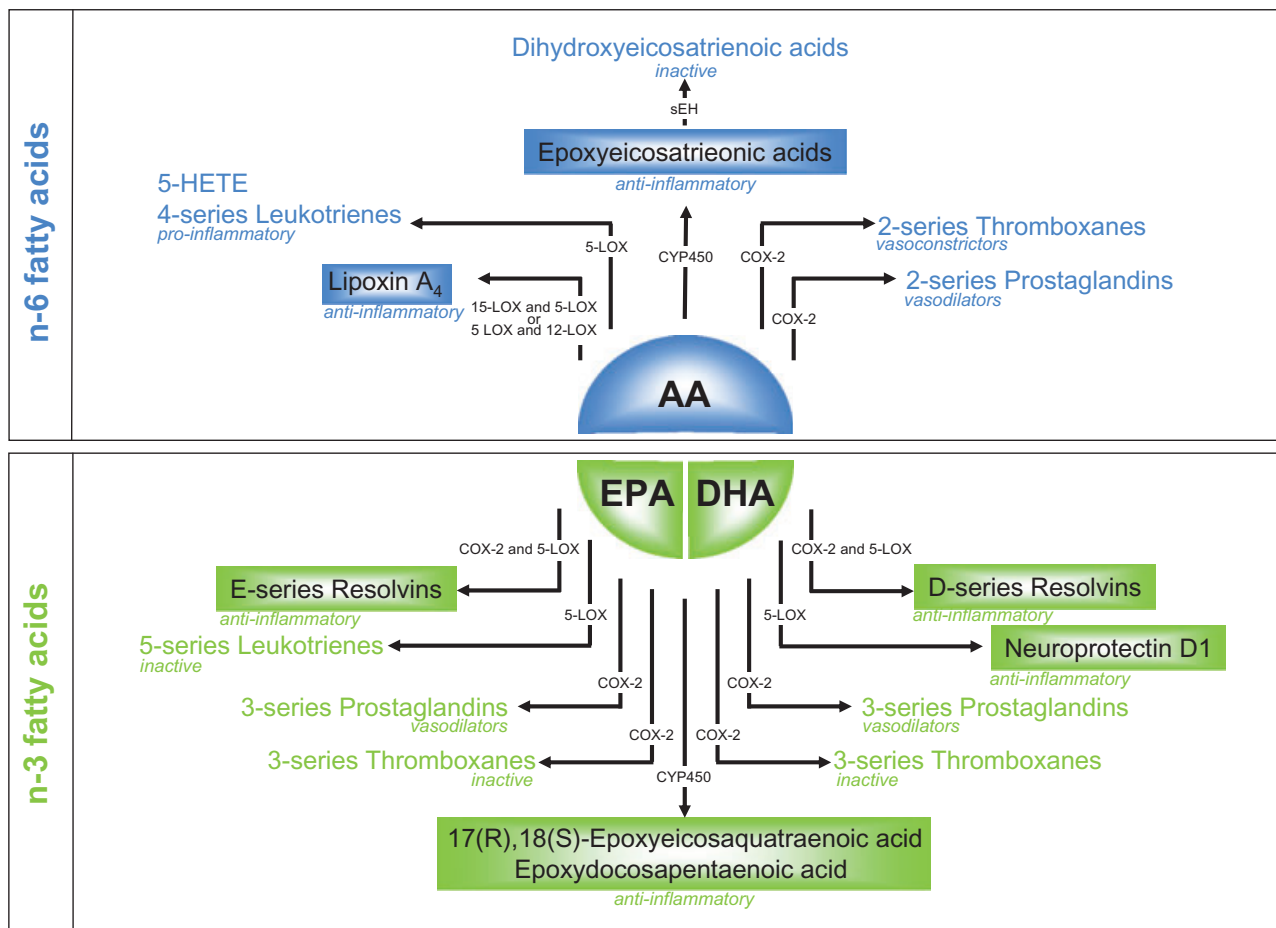 n-6 fatty acids
Dihydroxyeicosatrienoic acids
inactive
sEH
Epoxyeicosatrieonic acids
anti-inflammatory
5-HETE
4-series Leukotrienes
pro-inflammatory
5-LOX
CYP450
COX-2
2-series Thromboxanes
vasoconstrictors
Lipoxin A4
anti-inflammatory
15-LOX and 5-LOX
or
5 LOX and 12-LOX
COX-2
2-series Prostaglandins
vasodilators
AA
n-3 fatty acids
EPA
DHA
COX-2 and 5-LOX
E-series Resolvins
anti-inflammatory
5-LOX
5-series Leukotrienes
inactive
COX-2
3-series Prostaglandins
vasodilators
COX-2
3-series Thromboxanes
inactive
CYP450
17(R),18(S)-Epoxyeicosaquatraenoic acid
Epoxydocosapentaenoic acid
anti-inflammatory
COX-2 and 5-LOX
D-series Resolvins
anti-inflammatory
5-LOX
Neuroprotectin D1
anti-inflammatory
COX-2
3-series Prostaglandins
vasodilators
COX-2
3-series Thromboxanes
inactive